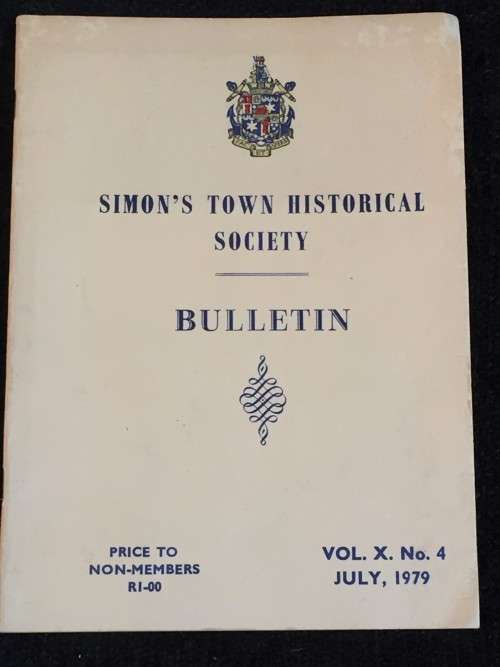 SIMON'S TOWN HISTORICAL
SOCIETY
BULLETIN
PRICE TO
NON-MEMBERS
R1-00
VOL. X. No. 4
JULY, 1979